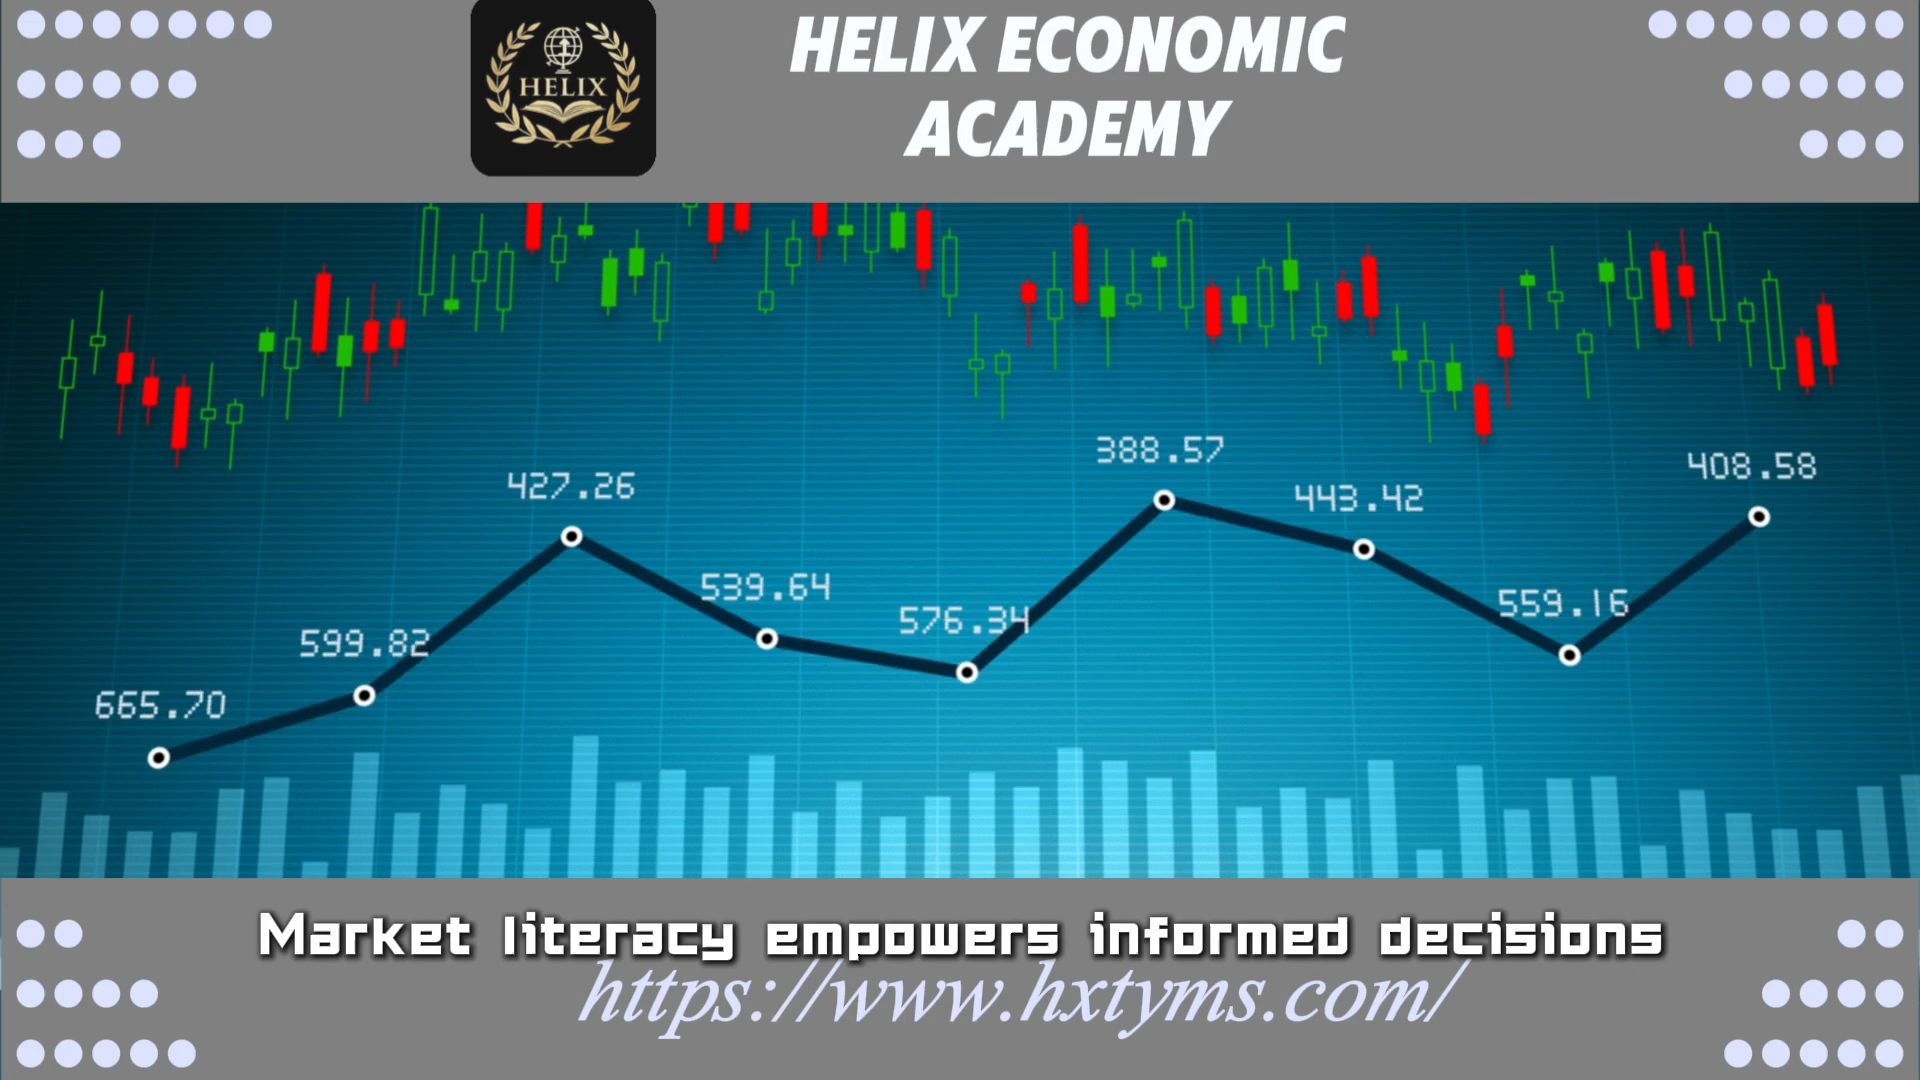 HELIX
HELIX ECONOMIC
ACADEMY
388.57
408.58
427.26
443.42
539.64
559.16
576.34
599.82
665.70
Market literacy empowers informed decisions
https://www.hxtyms.com/